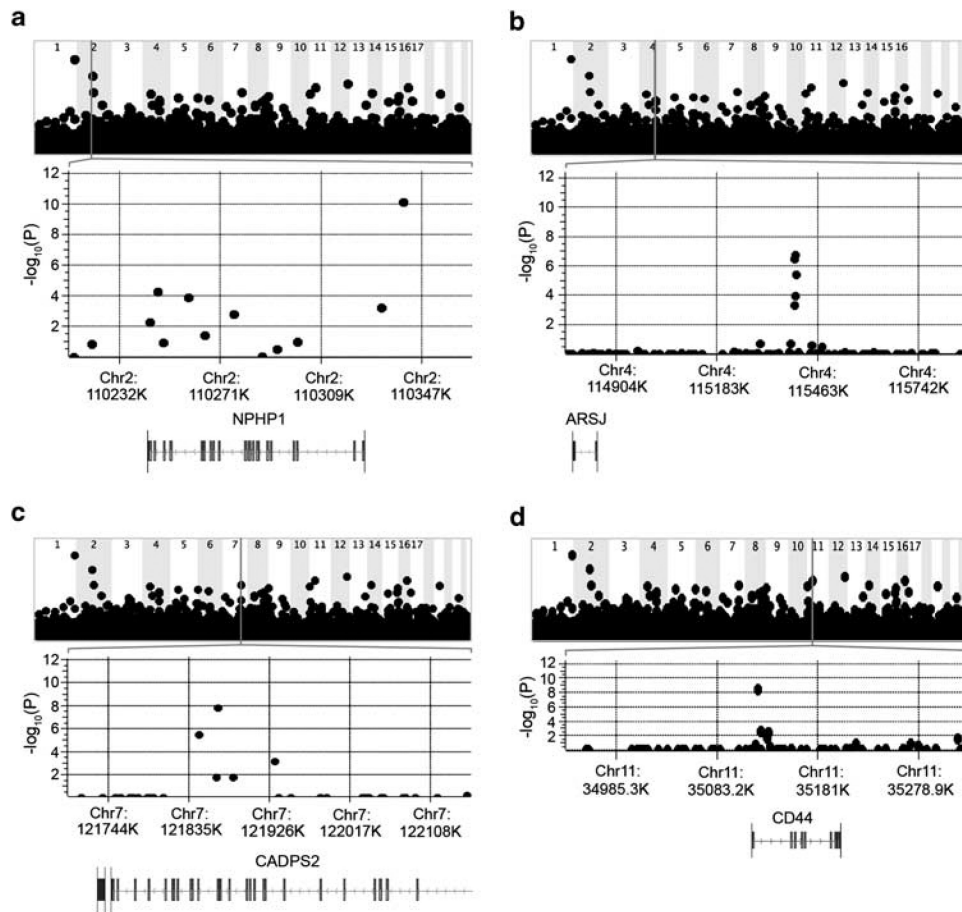 a
1 2 3 4 5 6 7 8 9 10 11 12 13 14 15 16 17
12
10
8
6
4
2
-log10(P)
Chr2: Chr2: Chr2: Chr2:
110232K 110271K 110309K 110347K
NPHP1
b
1 2 3 4 5 6 7 8 9 10 11 12 13 14 15 16
12
10
8
6
4
2
-log10(P)
Chr4: Chr4: Chr4: Chr4:
114904K 115183K 115463K 115742K
ARSJ
c
1 2 3 4 5 6 7 8 9 10 11 12 13 14 15 16 17
12
10
8
6
4
2
-log10(P)
Chr7: Chr7: Chr7: Chr7: Chr7:
121744K 121835K 121926K 122017K 122108K
CADPS2
d
1 2 3 4 5 6 7 8 9 10 11 12 13 14 15 16 17
12
10
8
6
4
2
-log10(P)
Chr11: Chr11: Chr11: Chr11:
34985.3K 35083.2K 35181K 35278.9K
CD44